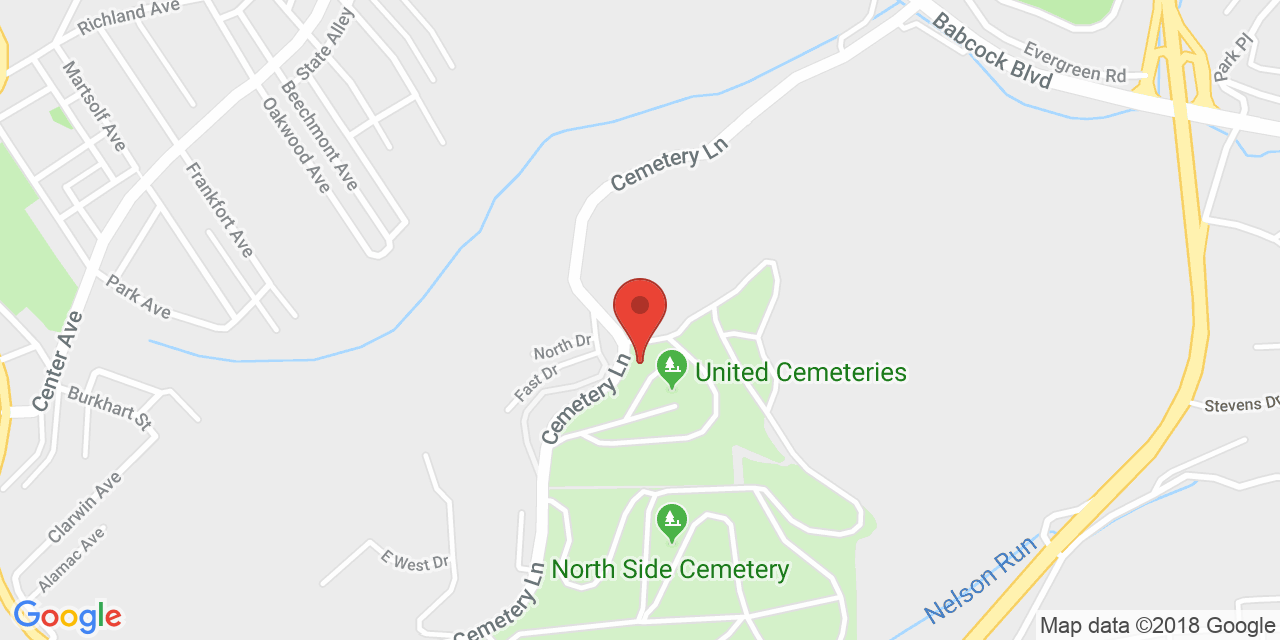 Richland Ave
State Alley
Martsolf Ave
Beechmont Ave
Oakwood Ave
Frankfort Ave
Park Ave
Center Ave
Burkhart St
Clarwin Ave
Alamac Ave
E West Dr
North Dr
Fast Dr
Cemetery Ln
Cemetery Ln
Cemetery Ln
Babcock Blvd
Evergreen Rd
Park Pl
United Cemeteries
North Side Cemetery
Stevens Dr
Nelson Run
Google
Map data ©2018 Google